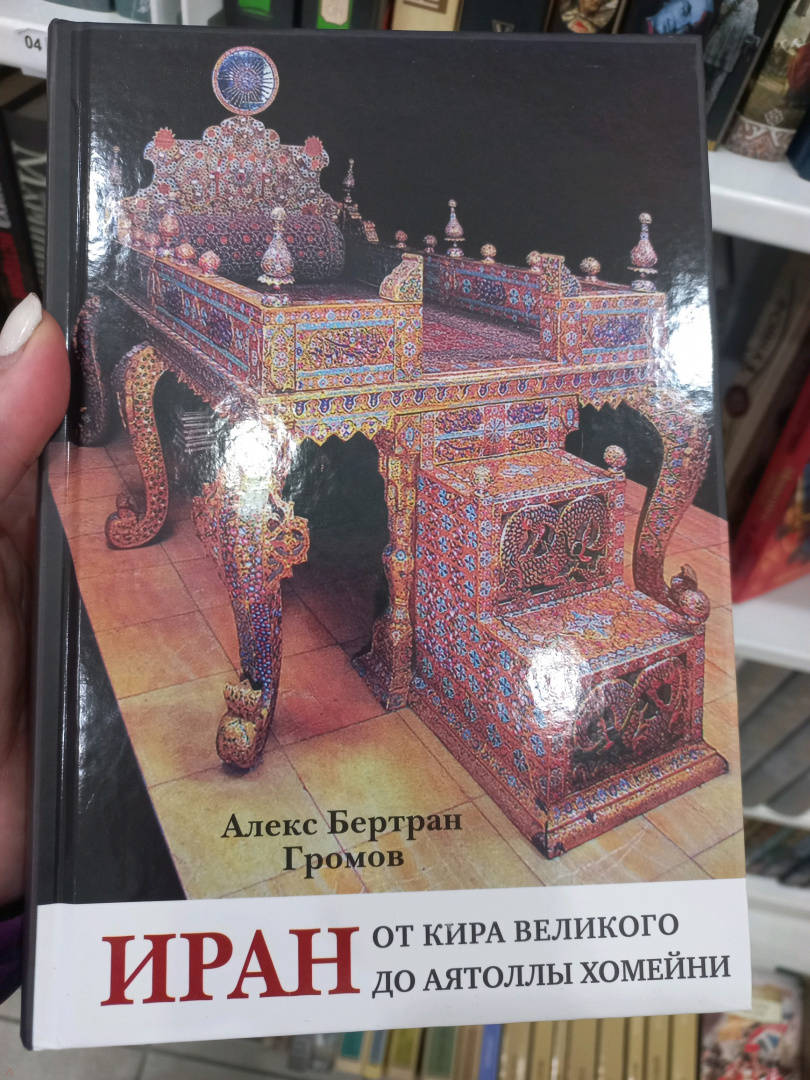 04
Алекс Бертран
Громов
ИРАН
ОТ КИРА ВЕЛИКОГО
ДО АЯТОЛЛЫ ХОМЕЙНИ